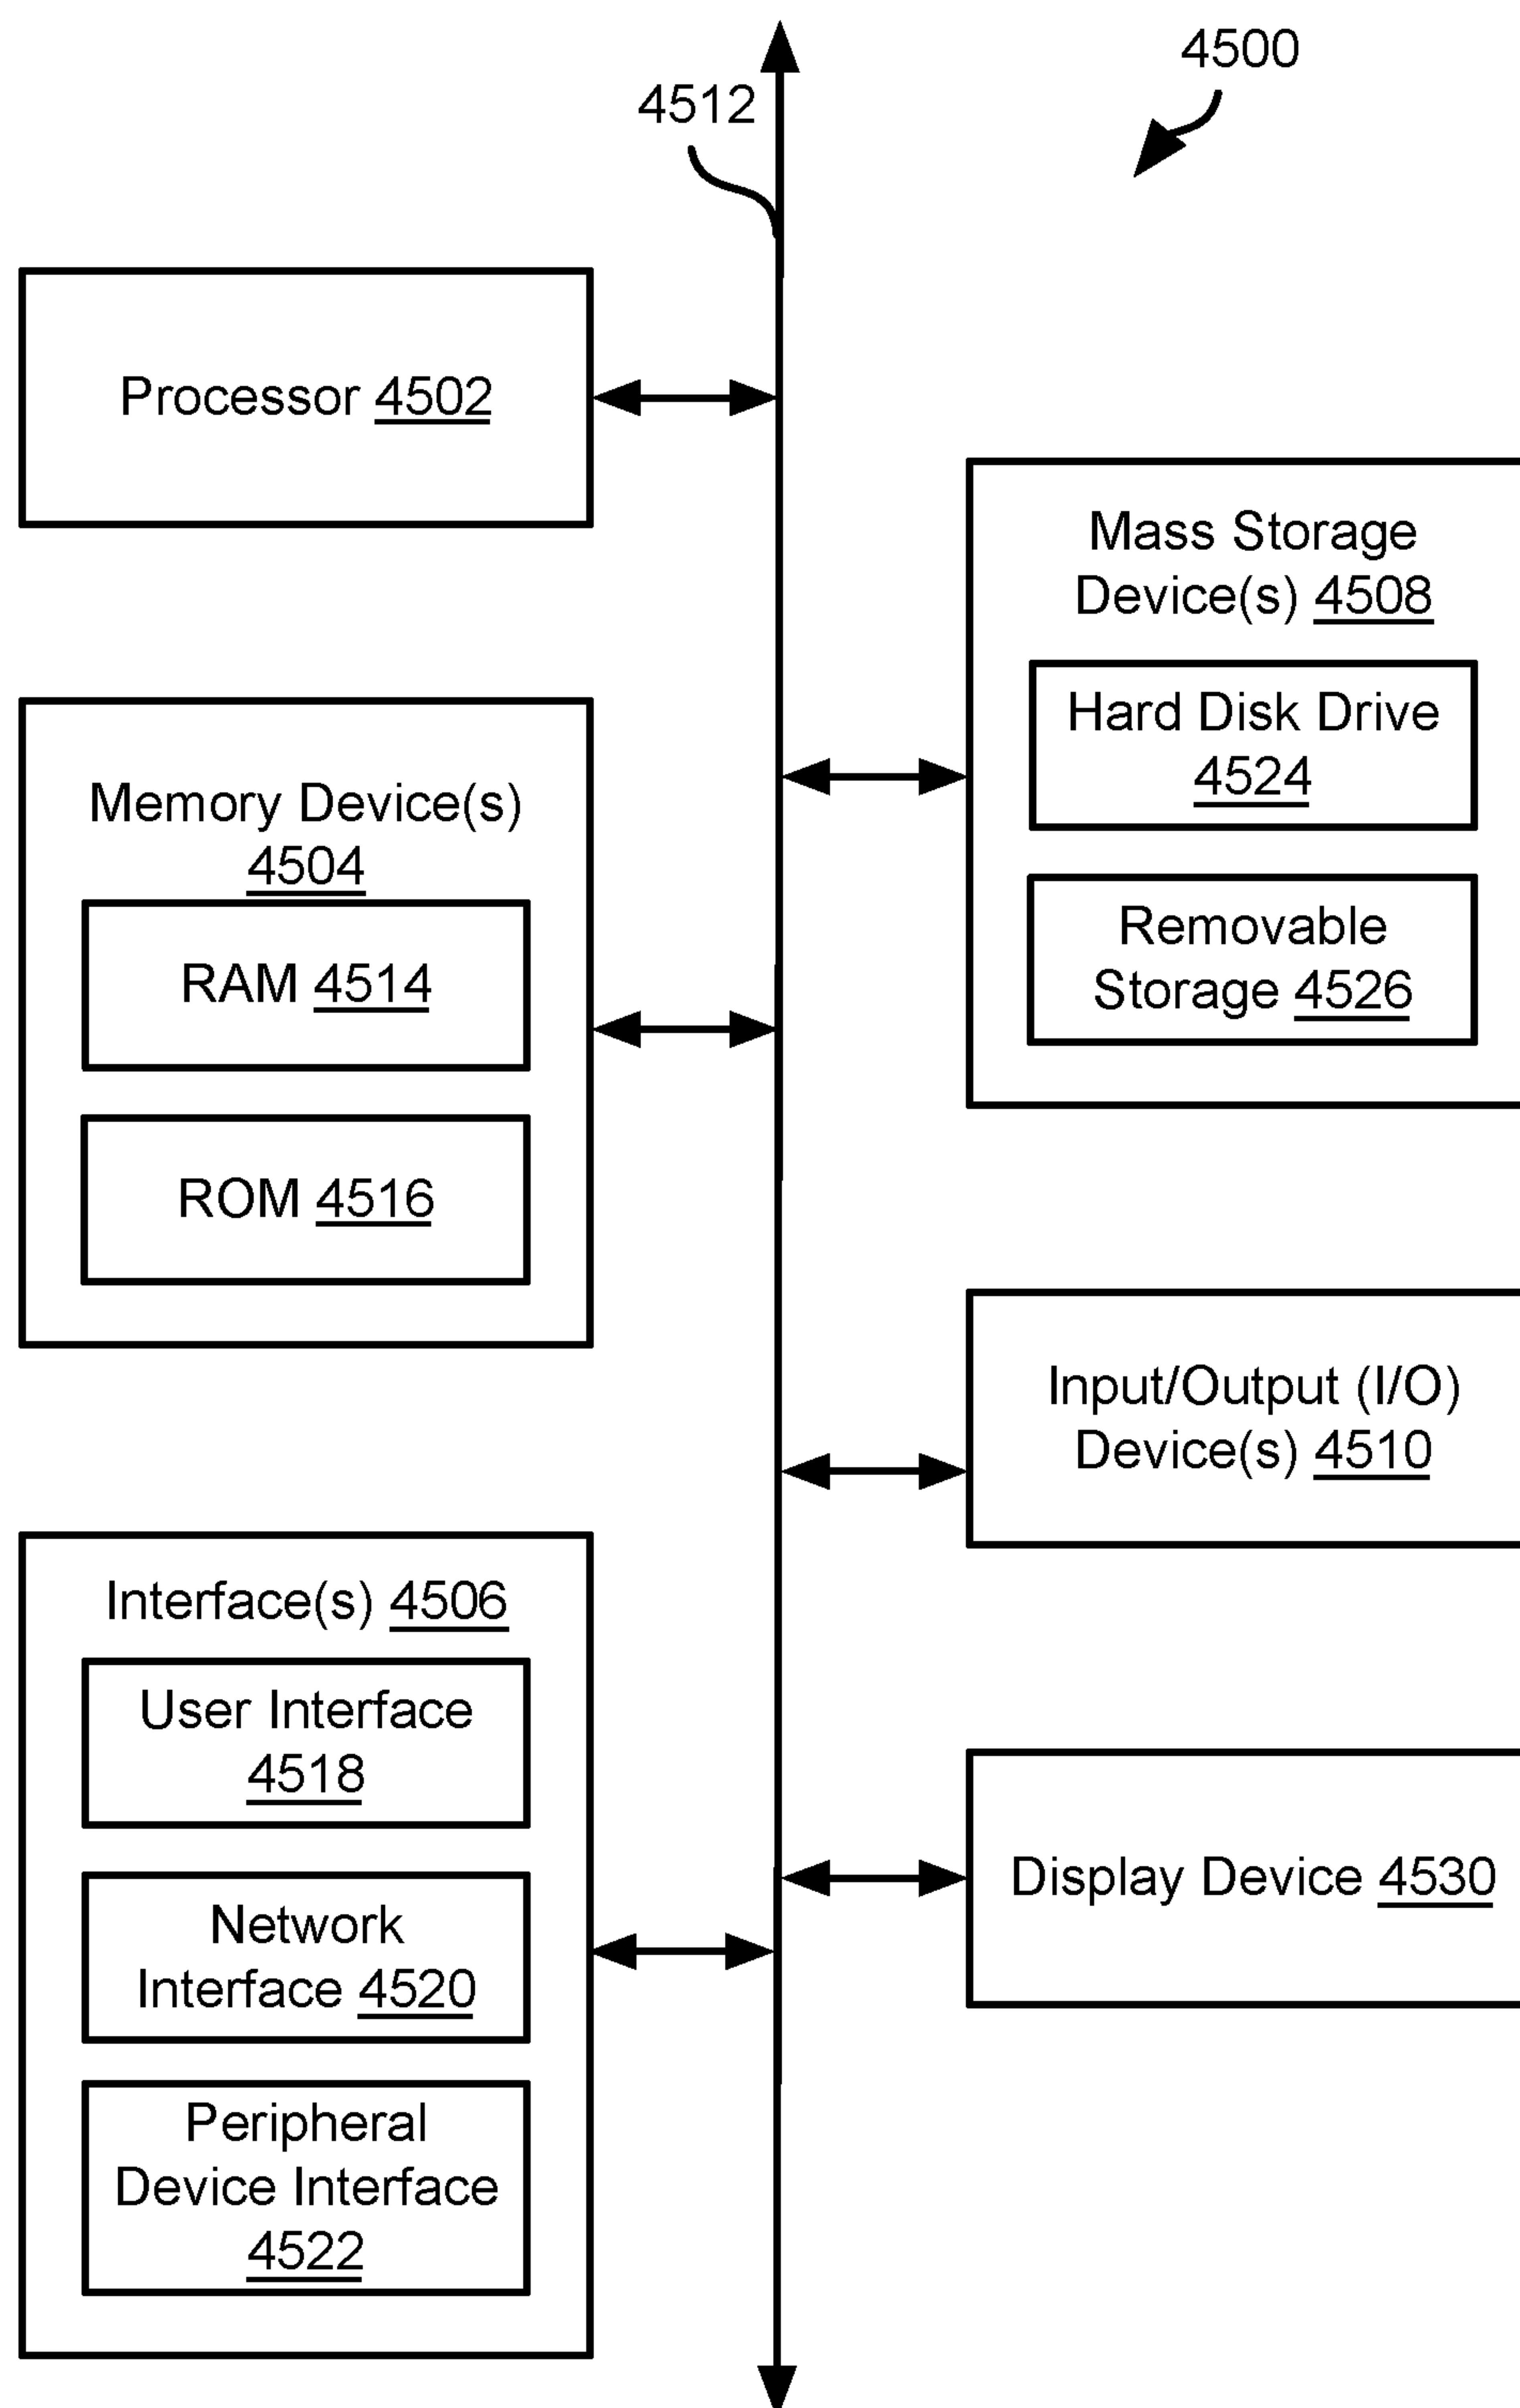 4500
4512
Processor 4502
Mass Storage
Device(s) 4508
Hard Disk Drive
4524
Removable
Storage 4526
Memory Device(s)
4504
RAM 4514
ROM 4516
Input/Output (I/O)
Device(s) 4510
Interface(s) 4506
User Interface
4518
Network
Interface 4520
Peripheral
Device Interface
4522
Display Device 4530